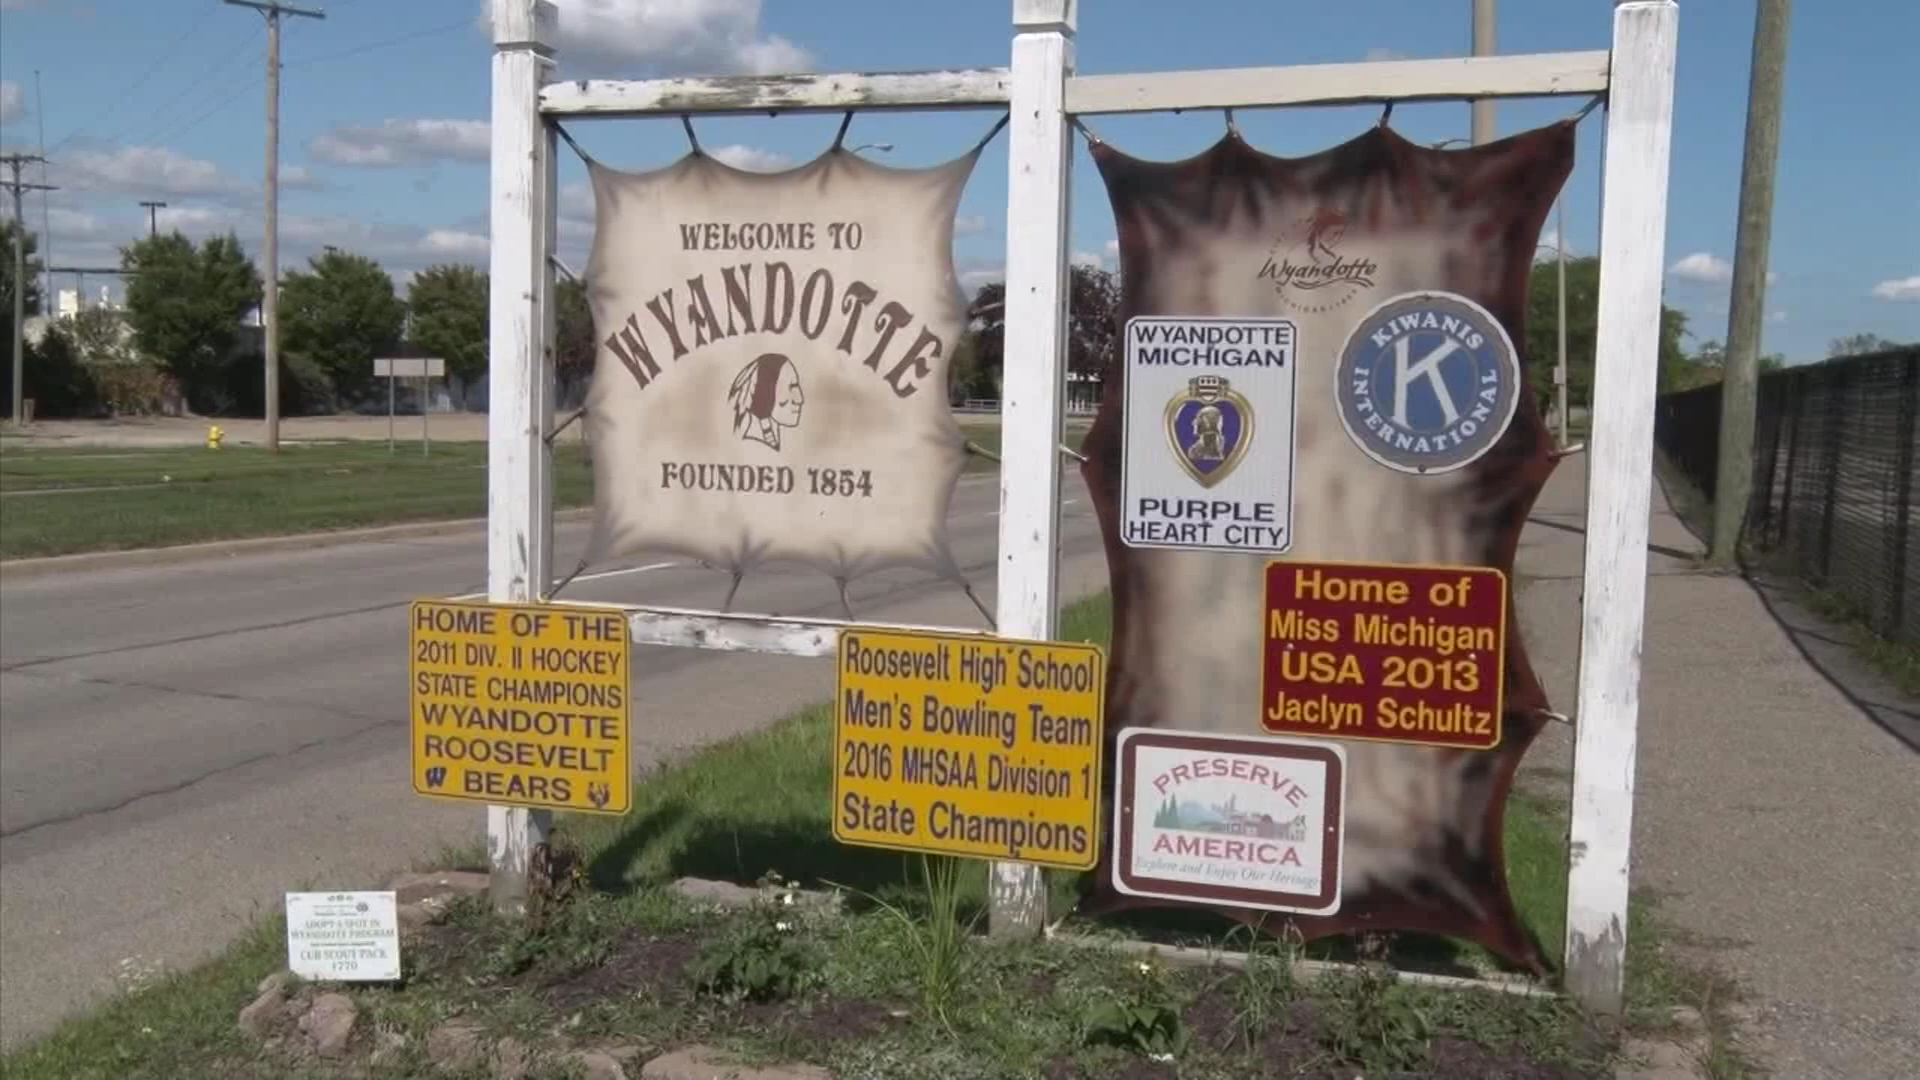 WELCOME TO
WYANDOTTE
FOUNDED 1854
Wyandotte
WYANDOTTE
MICHIGAN
PURPLE
HEART CITY
KIWANIS
K
INTERNATIONAL
Home of
Miss Michigan
USA 2013
Jaclyn Schultz
PRESERVE
AMERICA
Explore and Enjoy Our Heritage
HOME OF THE
2011 DIV. II HOCKEY
STATE CHAMPIONS
WYANDOTTE
ROOSEVELT
W BEARS
Roosevelt High School
Men's Bowling Team
2016 MHSAA Division 1
State Champions
ADOPT A SPOT IN
WYANDOTTE PROGRAM
CUB SCOUT PACK
1770